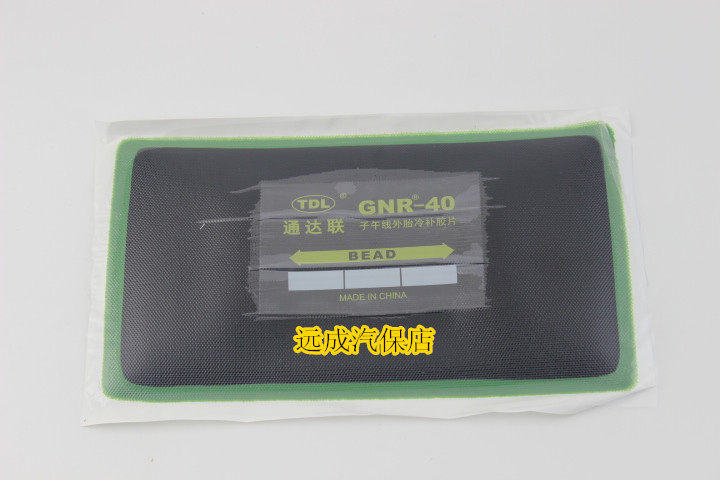 TDL® GNR®-40
通达联 子午线外胎冷补胶片
BEAD
MADE IN CHINA
远成汽保店